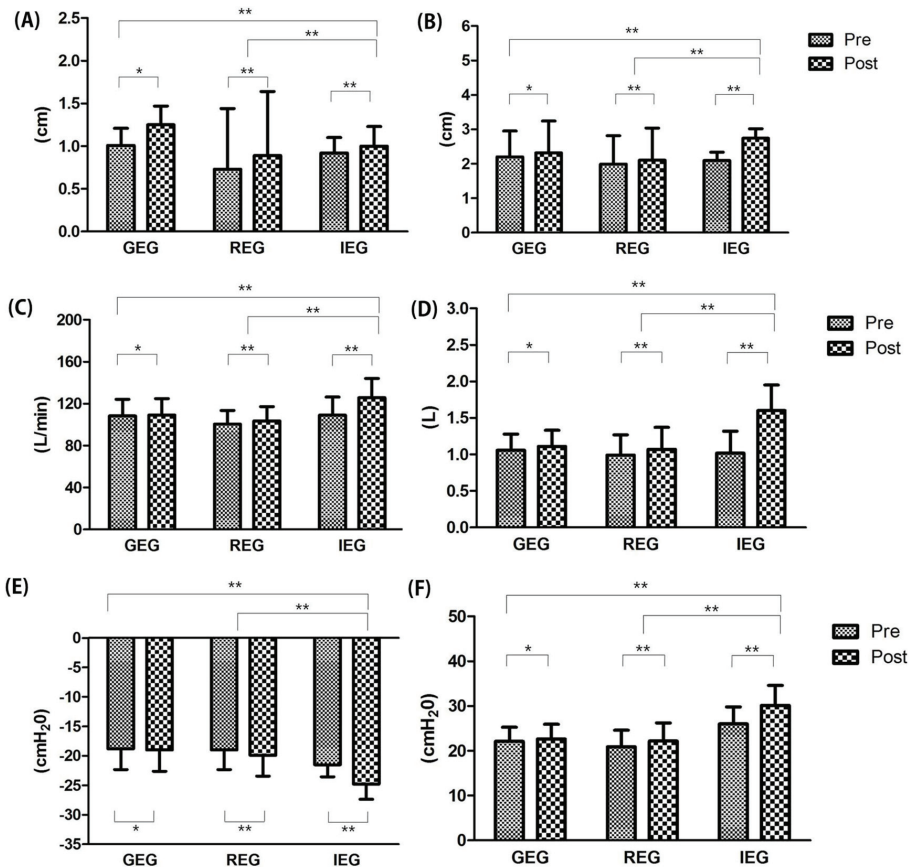 (A)
**
**
2.5
2.0
1.5
1.0
0.5
0.0
(cm)
*
**
**
GEG
REG
IEG
(B)
**
**
6
5
4
3
2
1
0
(cm)
*
**
**
GEG
REG
IEG
Pre
Post
(C)
**
**
200
160
120
80
40
0
(L/min)
*
**
**
GEG
REG
IEG
(D)
**
**
3.0
2.5
2.0
1.5
1.0
0.5
0.0
(L)
*
**
**
GEG
REG
IEG
Pre
Post
(E)
**
**
0
-5
-10
-15
-20
-25
-30
-35
(cmH₂0)
*
**
**
GEG
REG
IEG
(F)
**
**
50
40
30
20
10
0
(cmH₂0)
*
**
**
GEG
REG
IEG
Pre
Post